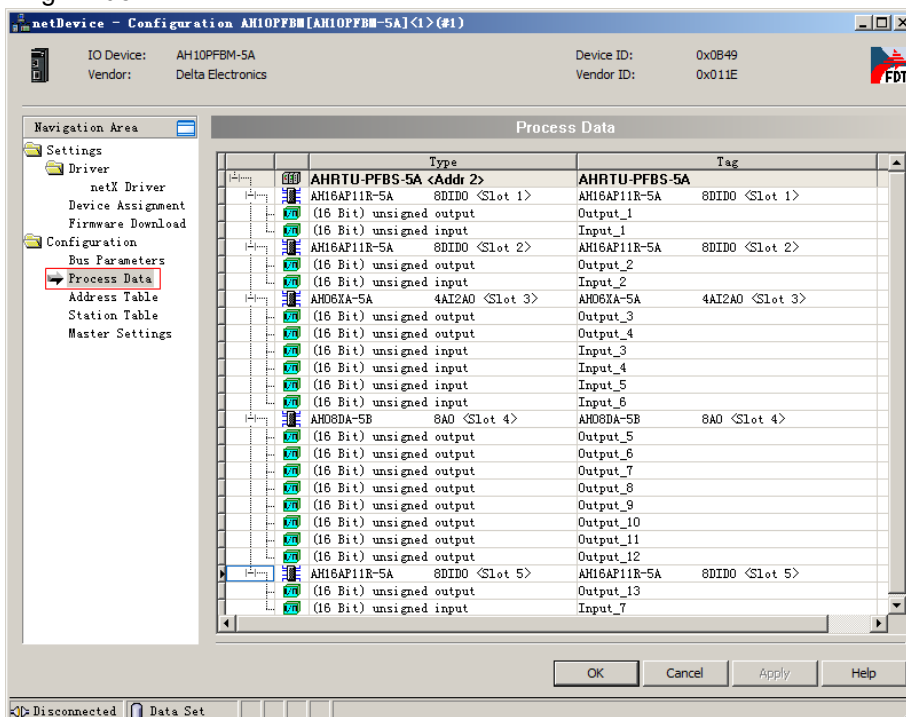 netDevice - Configuration AH10PFBM[AH10PFBM-5A]<1>(#1)
IO Device: AH10PFBM-5A Device ID: 0x0B49
Vendor: Delta Electronics Vendor ID: 0x011E
FDT
Navigation Area
Process Data
Settings
Driver
netX Driver
Device Assignment
Firmware Download
Configuration
Bus Parameters
Process Data
Address Table
Station Table
Master Settings
Type Tag
AHRTU-PFBS-5A <Addr 2> AHRTU-PFBS-5A
AH16AP11R-5A 8DIDO <Slot 1> AH16AP11R-5A 8DIDO <Slot 1>
(16 Bit) unsigned output Output_1
(16 Bit) unsigned input Input_1
AH16AP11R-5A 8DIDO <Slot 2> AH16AP11R-5A 8DIDO <Slot 2>
(16 Bit) unsigned output Output_2
(16 Bit) unsigned input Input_2
AH06XA-5A 4AI2AO <Slot 3> AH06XA-5A 4AI2AO <Slot 3>
(16 Bit) unsigned output Output_3
(16 Bit) unsigned output Output_4
(16 Bit) unsigned input Input_3
(16 Bit) unsigned input Input_4
(16 Bit) unsigned input Input_5
(16 Bit) unsigned input Input_6
AH08DA-5B 8AO <Slot 4> AH08DA-5B 8AO <Slot 4>
(16 Bit) unsigned output Output_5
(16 Bit) unsigned output Output_6
(16 Bit) unsigned output Output_7
(16 Bit) unsigned output Output_8
(16 Bit) unsigned output Output_9
(16 Bit) unsigned output Output_10
(16 Bit) unsigned output Output_11
(16 Bit) unsigned output Output_12
AH16AP11R-5A 8DIDO <Slot 5> AH16AP11R-5A 8DIDO <Slot 5>
(16 Bit) unsigned output Output_13
(16 Bit) unsigned input Input_7
OK Cancel Apply Help
Disconnected Data Set